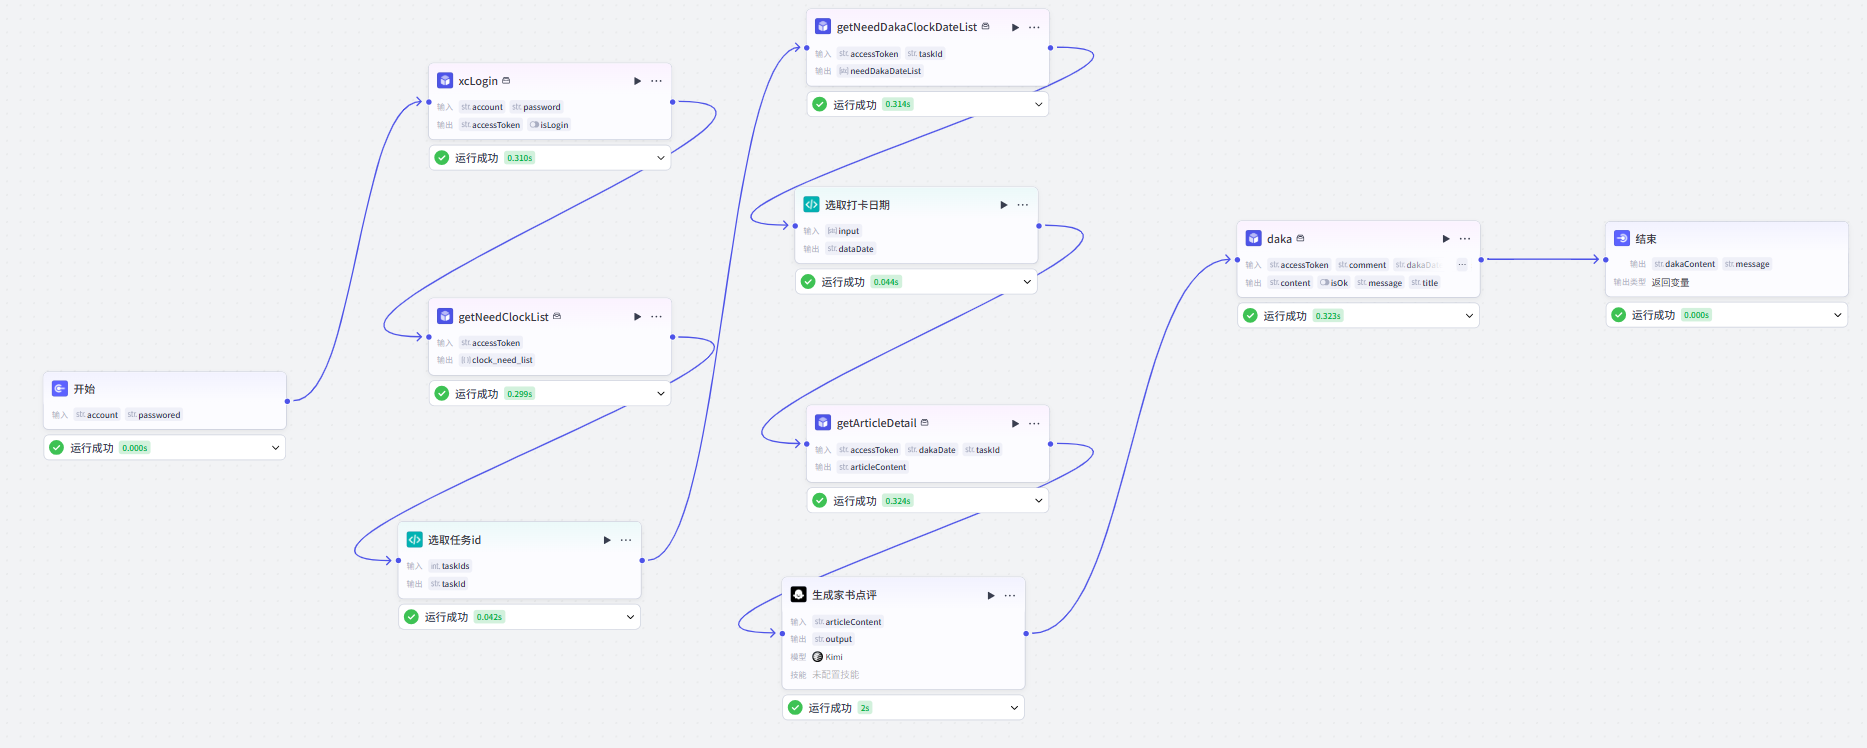 开始
输入 str. account str. passwored
运行成功 0.000s
xcLogin
输入 str. account str. password
输出 str. accessToken isLogin
运行成功 0.310s
getNeedClockList
输入 str. accessToken
输出 clock_need_list
运行成功 0.299s
选取任务id
输入 int. taskIds
输出 str. taskId
运行成功 0.042s
getNeedDakaClockDateList
输入 str. accessToken str. taskId
输出 needDakaDateList
运行成功 0.314s
选取打卡日期
输入 input
输出 str. dataDate
运行成功 0.044s
getArticleDetail
输入 str. accessToken str. dakaDate str. taskId
输出 str. articleContent
运行成功 0.324s
生成家书点评
输入 str. articleContent
输出 str. output
模型 Kimi
技能 未配置技能
运行成功 2s
daka
输入 str. accessToken str. comment str. dakaDat ...
输出 str. content isOk str. message str. title
运行成功 0.323s
结束
输出 str. dakaContent str. message
输出类型 返回变量
运行成功 0.000s